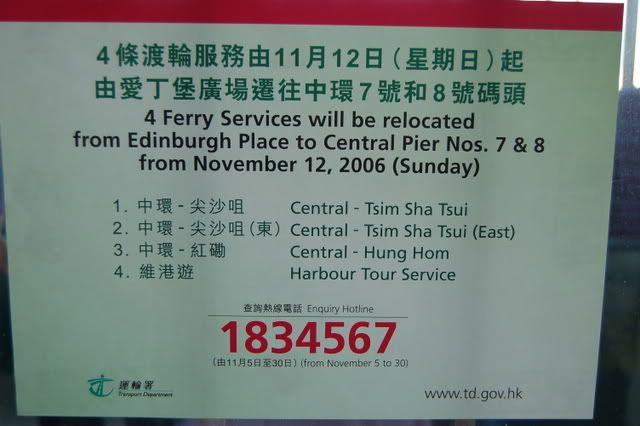 4條渡輪服務由11月12日(星期日)起
由愛丁堡廣場遷往中環7號和8號碼頭
4 Ferry Services will be relocated
from Edinburgh Place to Central Pier Nos. 7 & 8
from November 12, 2006 (Sunday)
1. 中環 - 尖沙咀 Central - Tsim Sha Tsui
2. 中環 - 尖沙咀(東) Central - Tsim Sha Tsui (East)
3. 中環 - 紅磡 Central - Hung Hom
4. 維港遊 Harbour Tour Service
查詢熱線電話 Enquiry Hotline
1834567
(由11月5日至30日) (from November 5 to 30)
運輸署
Transport Department
www.td.gov.hk